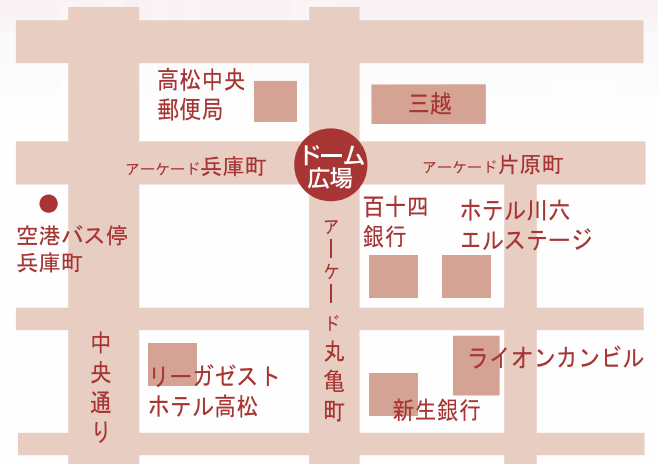 高松中央
郵便局
三越
アーケード兵庫町
ドーム
広場
アーケード片原町
空港バス停
兵庫町
百十四
銀行
ホテル川六
エルステージ
アーケード丸亀町
中央通り
リーガゼスト
ホテル高松
ライオンカンビル
新生銀行